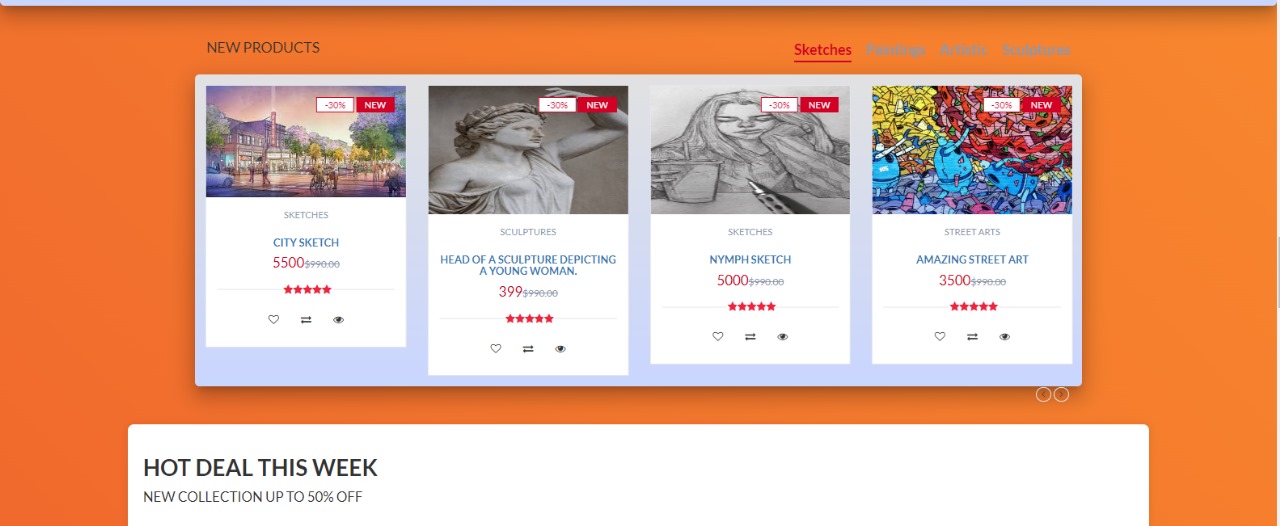 NEW PRODUCTS
Sketches Paintings Artistic Sculptures
-30% NEW
SKETCHES
CITY SKETCH
5500$990.00
-30% NEW
SCULPTURES
HEAD OF A SCULPTURE DEPICTING
A YOUNG WOMAN.
399$990.00
-30% NEW
SKETCHES
NYMPH SKETCH
5000$990.00
-30% NEW
STREET ARTS
AMAZING STREET ART
3500$990.00
HOT DEAL THIS WEEK
NEW COLLECTION UP TO 50% OFF